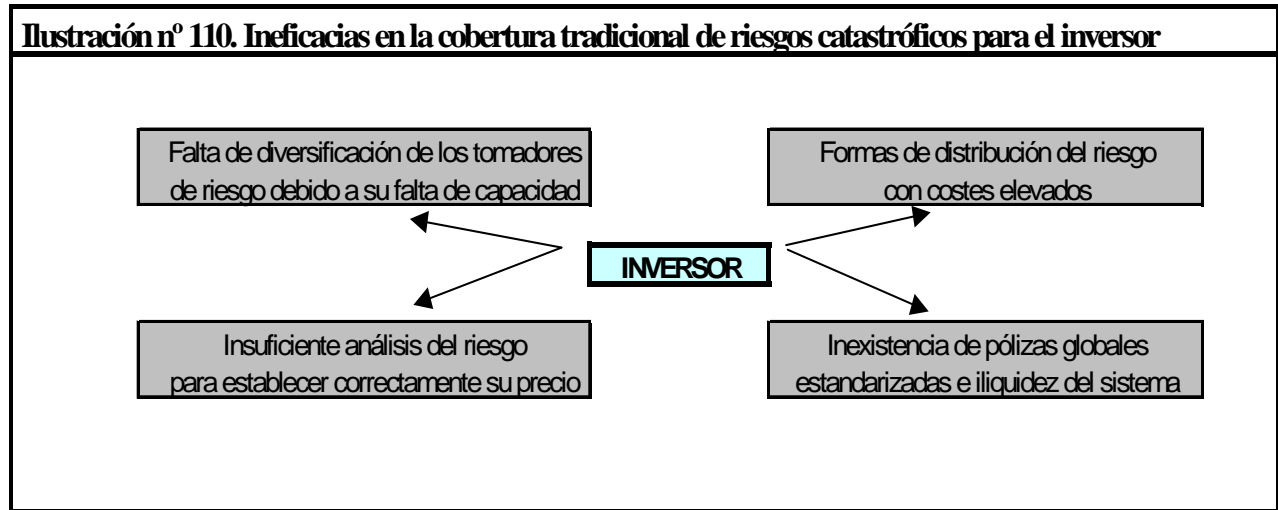 Ilustración nº 110. Ineficacias en la cobertura tradicional de riesgos catastróficos para el inversor
Falta de diversificación de los tomadores
de riesgo debido a su falta de capacidad
Formas de distribución del riesgo
con costes elevados
INVERSOR
Insuficiente análisis del riesgo
para establecer correctamente su precio
Inexistencia de pólizas globales
estandarizadas e iliquidez del sistema